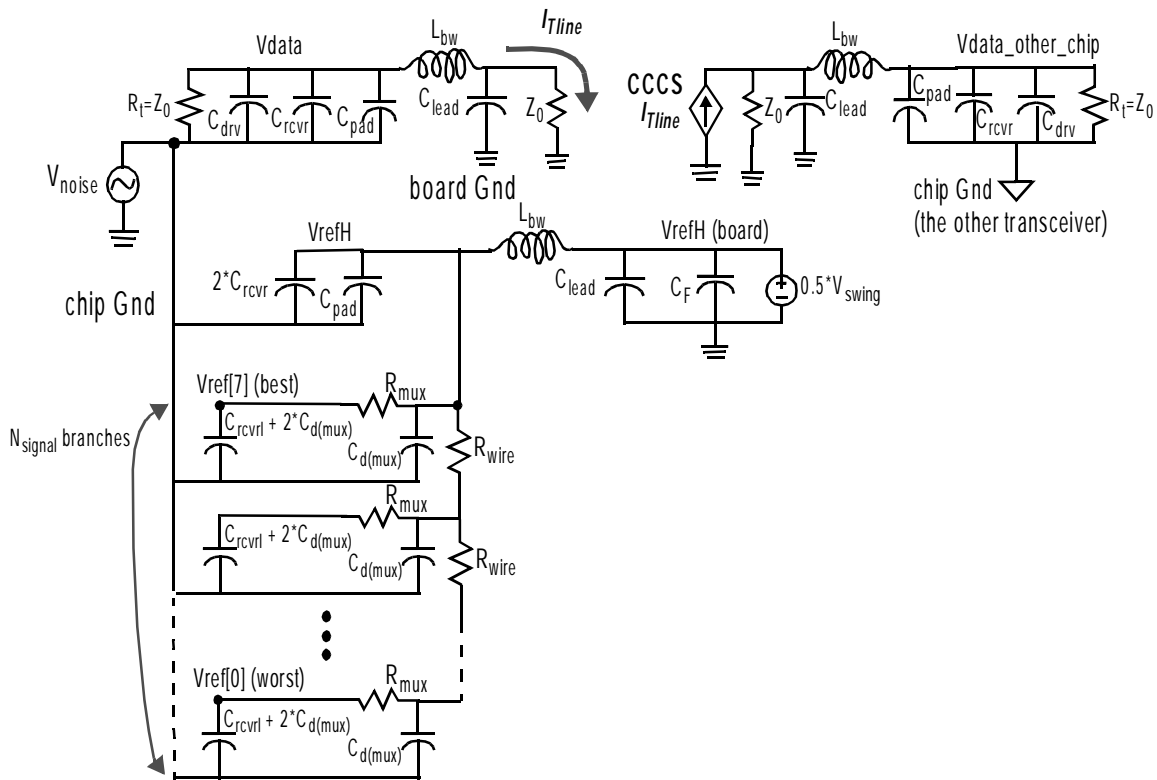 I_Tline
L_bw
L_bw
Vdata
Vdata_other_chip
CCCS
I_Tline
R_t=Z_0
C_drv
C_rcvr
C_pad
C_lead
Z_0
Z_0
C_lead
C_pad
C_rcvr
C_drv
R_t=Z_0
V_noise
board Gnd
chip Gnd
(the other transceiver)
L_bw
VrefH
VrefH (board)
2*C_rcvr
C_pad
C_lead
C_F
0.5*V_swing
chip Gnd
Vref[7] (best)
R_mux
C_rcvrl + 2*C_d(mux)
C_d(mux)
R_wire
N_signal branches
R_mux
C_rcvrl + 2*C_d(mux)
C_d(mux)
R_wire
Vref[0] (worst)
R_mux
C_rcvrl + 2*C_d(mux)
C_d(mux)